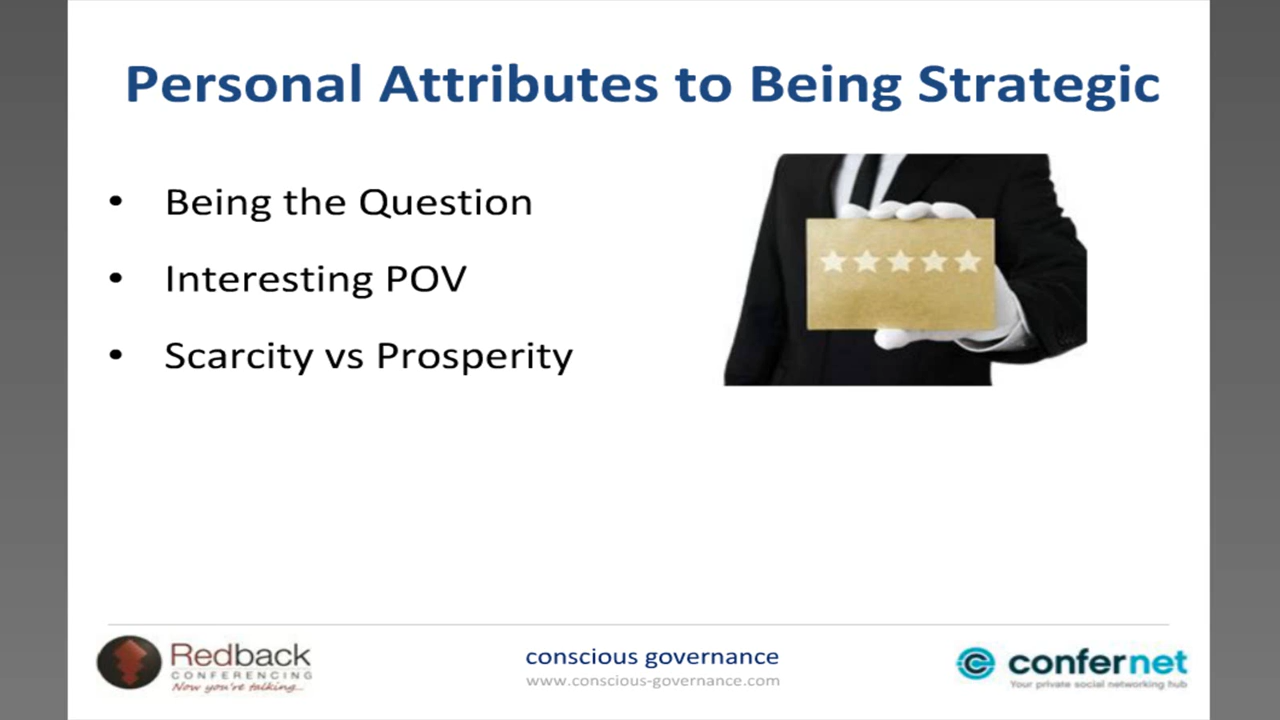 Personal Attributes to Being Strategic
• Being the Question
• Interesting POV
• Scarcity vs Prosperity
Redback
CONFERENCING
Now you're talking...
conscious governance
www.conscious-governance.com
confernet
Your private social networking hub